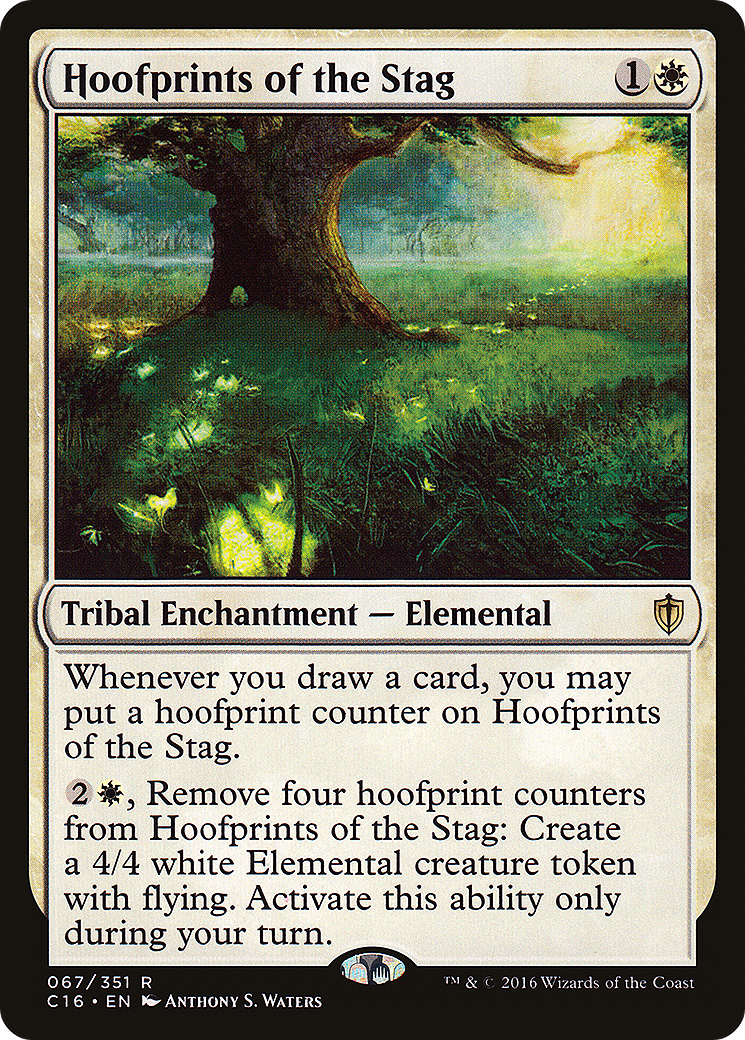 Hoofprints of the Stag 1
Tribal Enchantment — Elemental
Whenever you draw a card, you may
put a hoofprint counter on Hoofprints
of the Stag.
2, Remove four hoofprint counters
from Hoofprints of the Stag: Create
a 4/4 white Elemental creature token
with flying. Activate this ability only
during your turn.
067/351 R
C16 • EN Anthony S. Waters
™ & © 2016 Wizards of the Coast